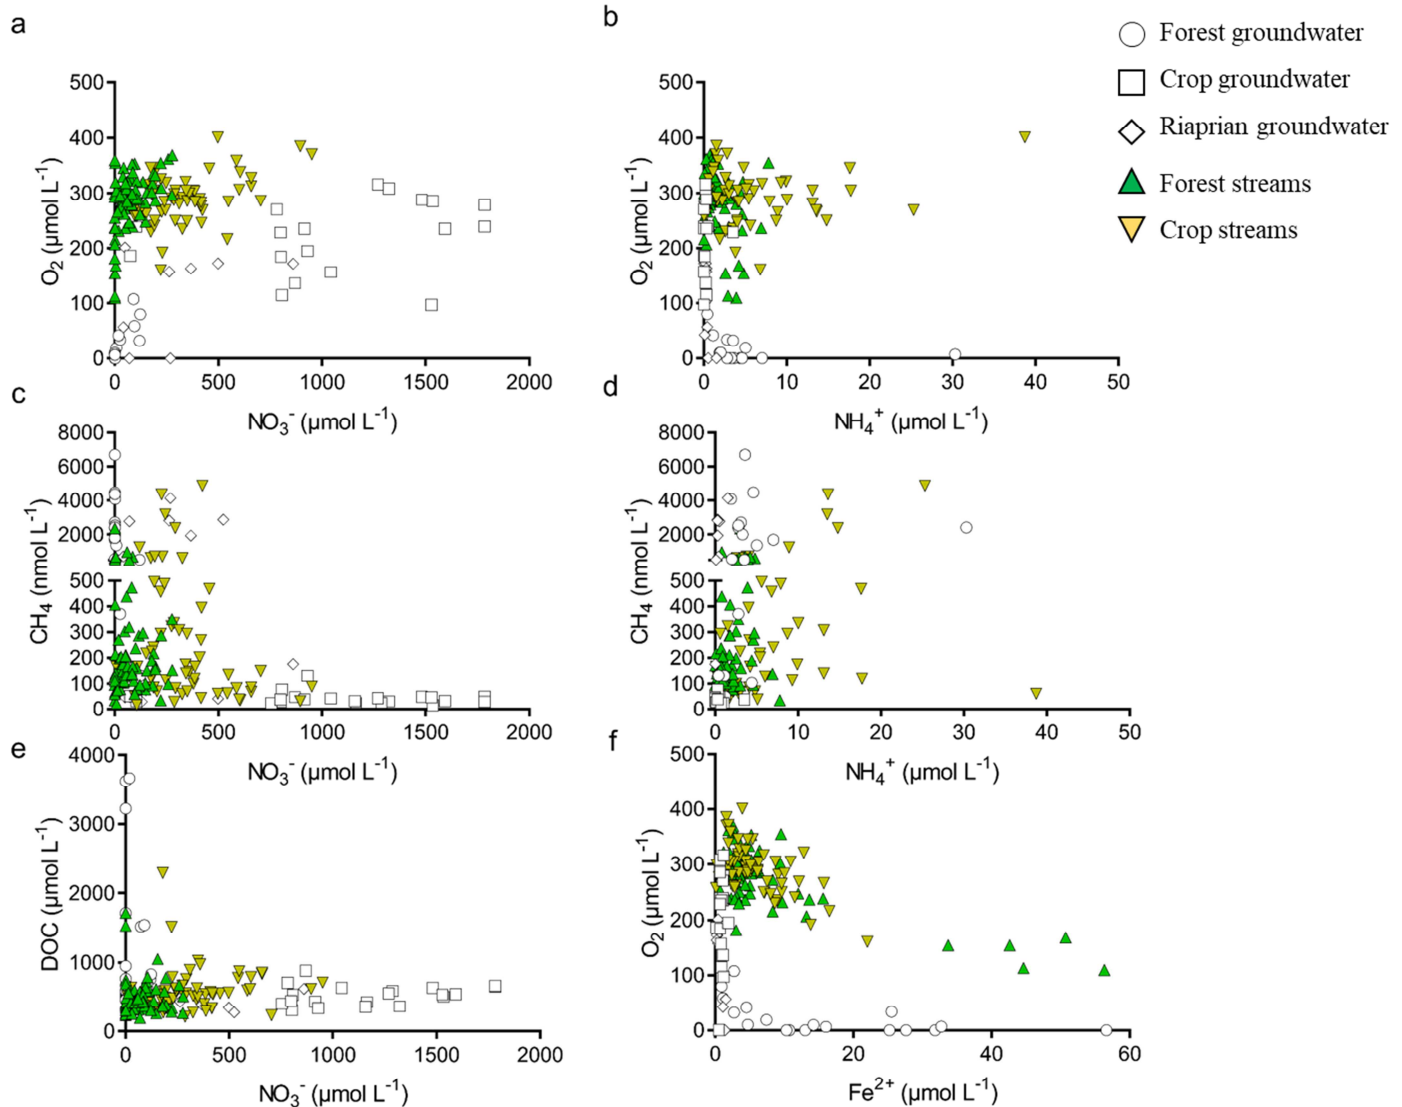 a
b
Forest groundwater
Crop groundwater
Riaprian groundwater
Forest streams
Crop streams
500
400
300
200
100
0
O₂ (µmol L⁻¹)
0 500 1000 1500 2000
NO₃⁻ (µmol L⁻¹)
500
400
300
200
100
0
O₂ (µmol L⁻¹)
0 10 20 30 40 50
NH₄⁺ (µmol L⁻¹)
c
8000
6000
4000
2000
500
400
300
200
100
0
CH₄ (nmol L⁻¹)
0 500 1000 1500 2000
NO₃⁻ (µmol L⁻¹)
d
8000
6000
4000
2000
500
400
300
200
100
0
CH₄ (nmol L⁻¹)
0 10 20 30 40 50
NH₄⁺ (µmol L⁻¹)
e
4000
3000
2000
1000
0
DOC (µmol L⁻¹)
0 500 1000 1500 2000
NO₃⁻ (µmol L⁻¹)
f
500
400
300
200
100
0
O₂ (µmol L⁻¹)
0 20 40 60
Fe²⁺ (µmol L⁻¹)